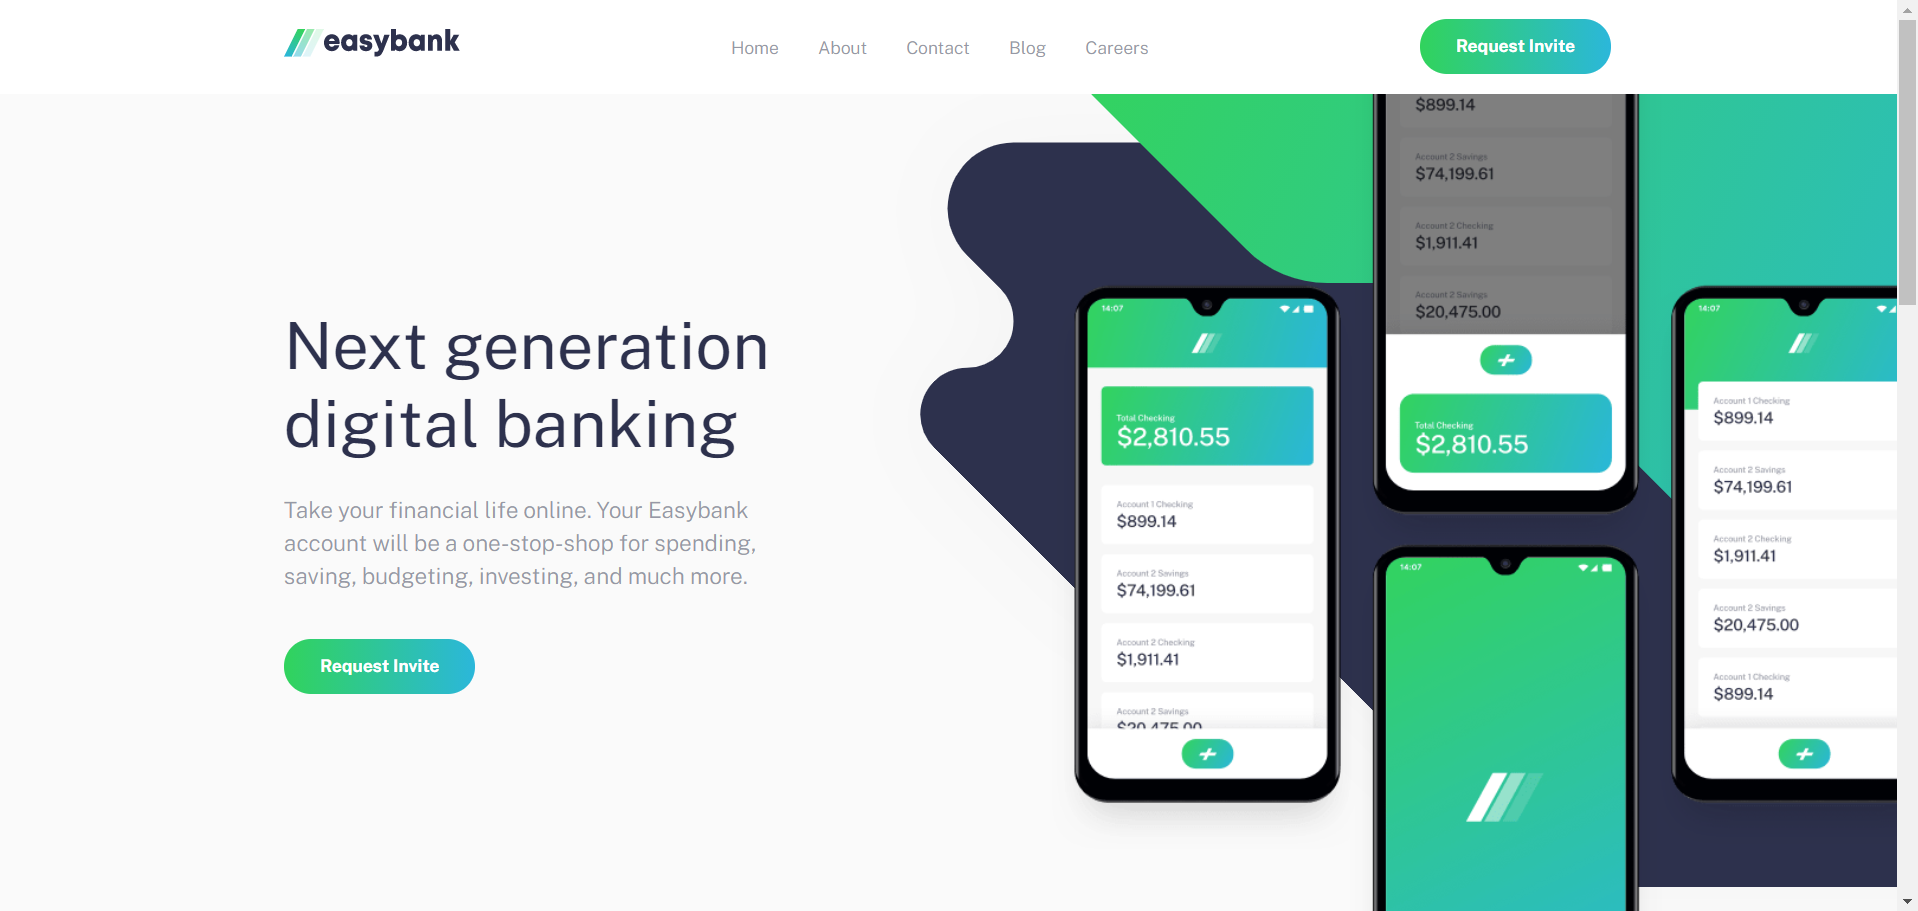 easybank
Home
About
Contact
Blog
Careers
Request Invite
Next generation
digital banking
Take your financial life online. Your Easybank
account will be a one-stop-shop for spending,
saving, budgeting, investing, and much more.
Request Invite
14:07
Total Checking
$2,810.55
Account 1 Checking
$899.14
Account 2 Savings
$74,199.61
Account 2 Checking
$1,911.41
Account 2 Savings
$20,475.00
$899.14
Account 2 Savings
$74,199.61
Account 2 Checking
$1,911.41
Account 2 Savings
$20,475.00
Total Checking
$2,810.55
14:07
14:07
Account 1 Checking
$899.14
Account 2 Savings
$74,199.61
Account 2 Checking
$1,911.41
Account 2 Savings
$20,475.00
Account 1 Checking
$899.14